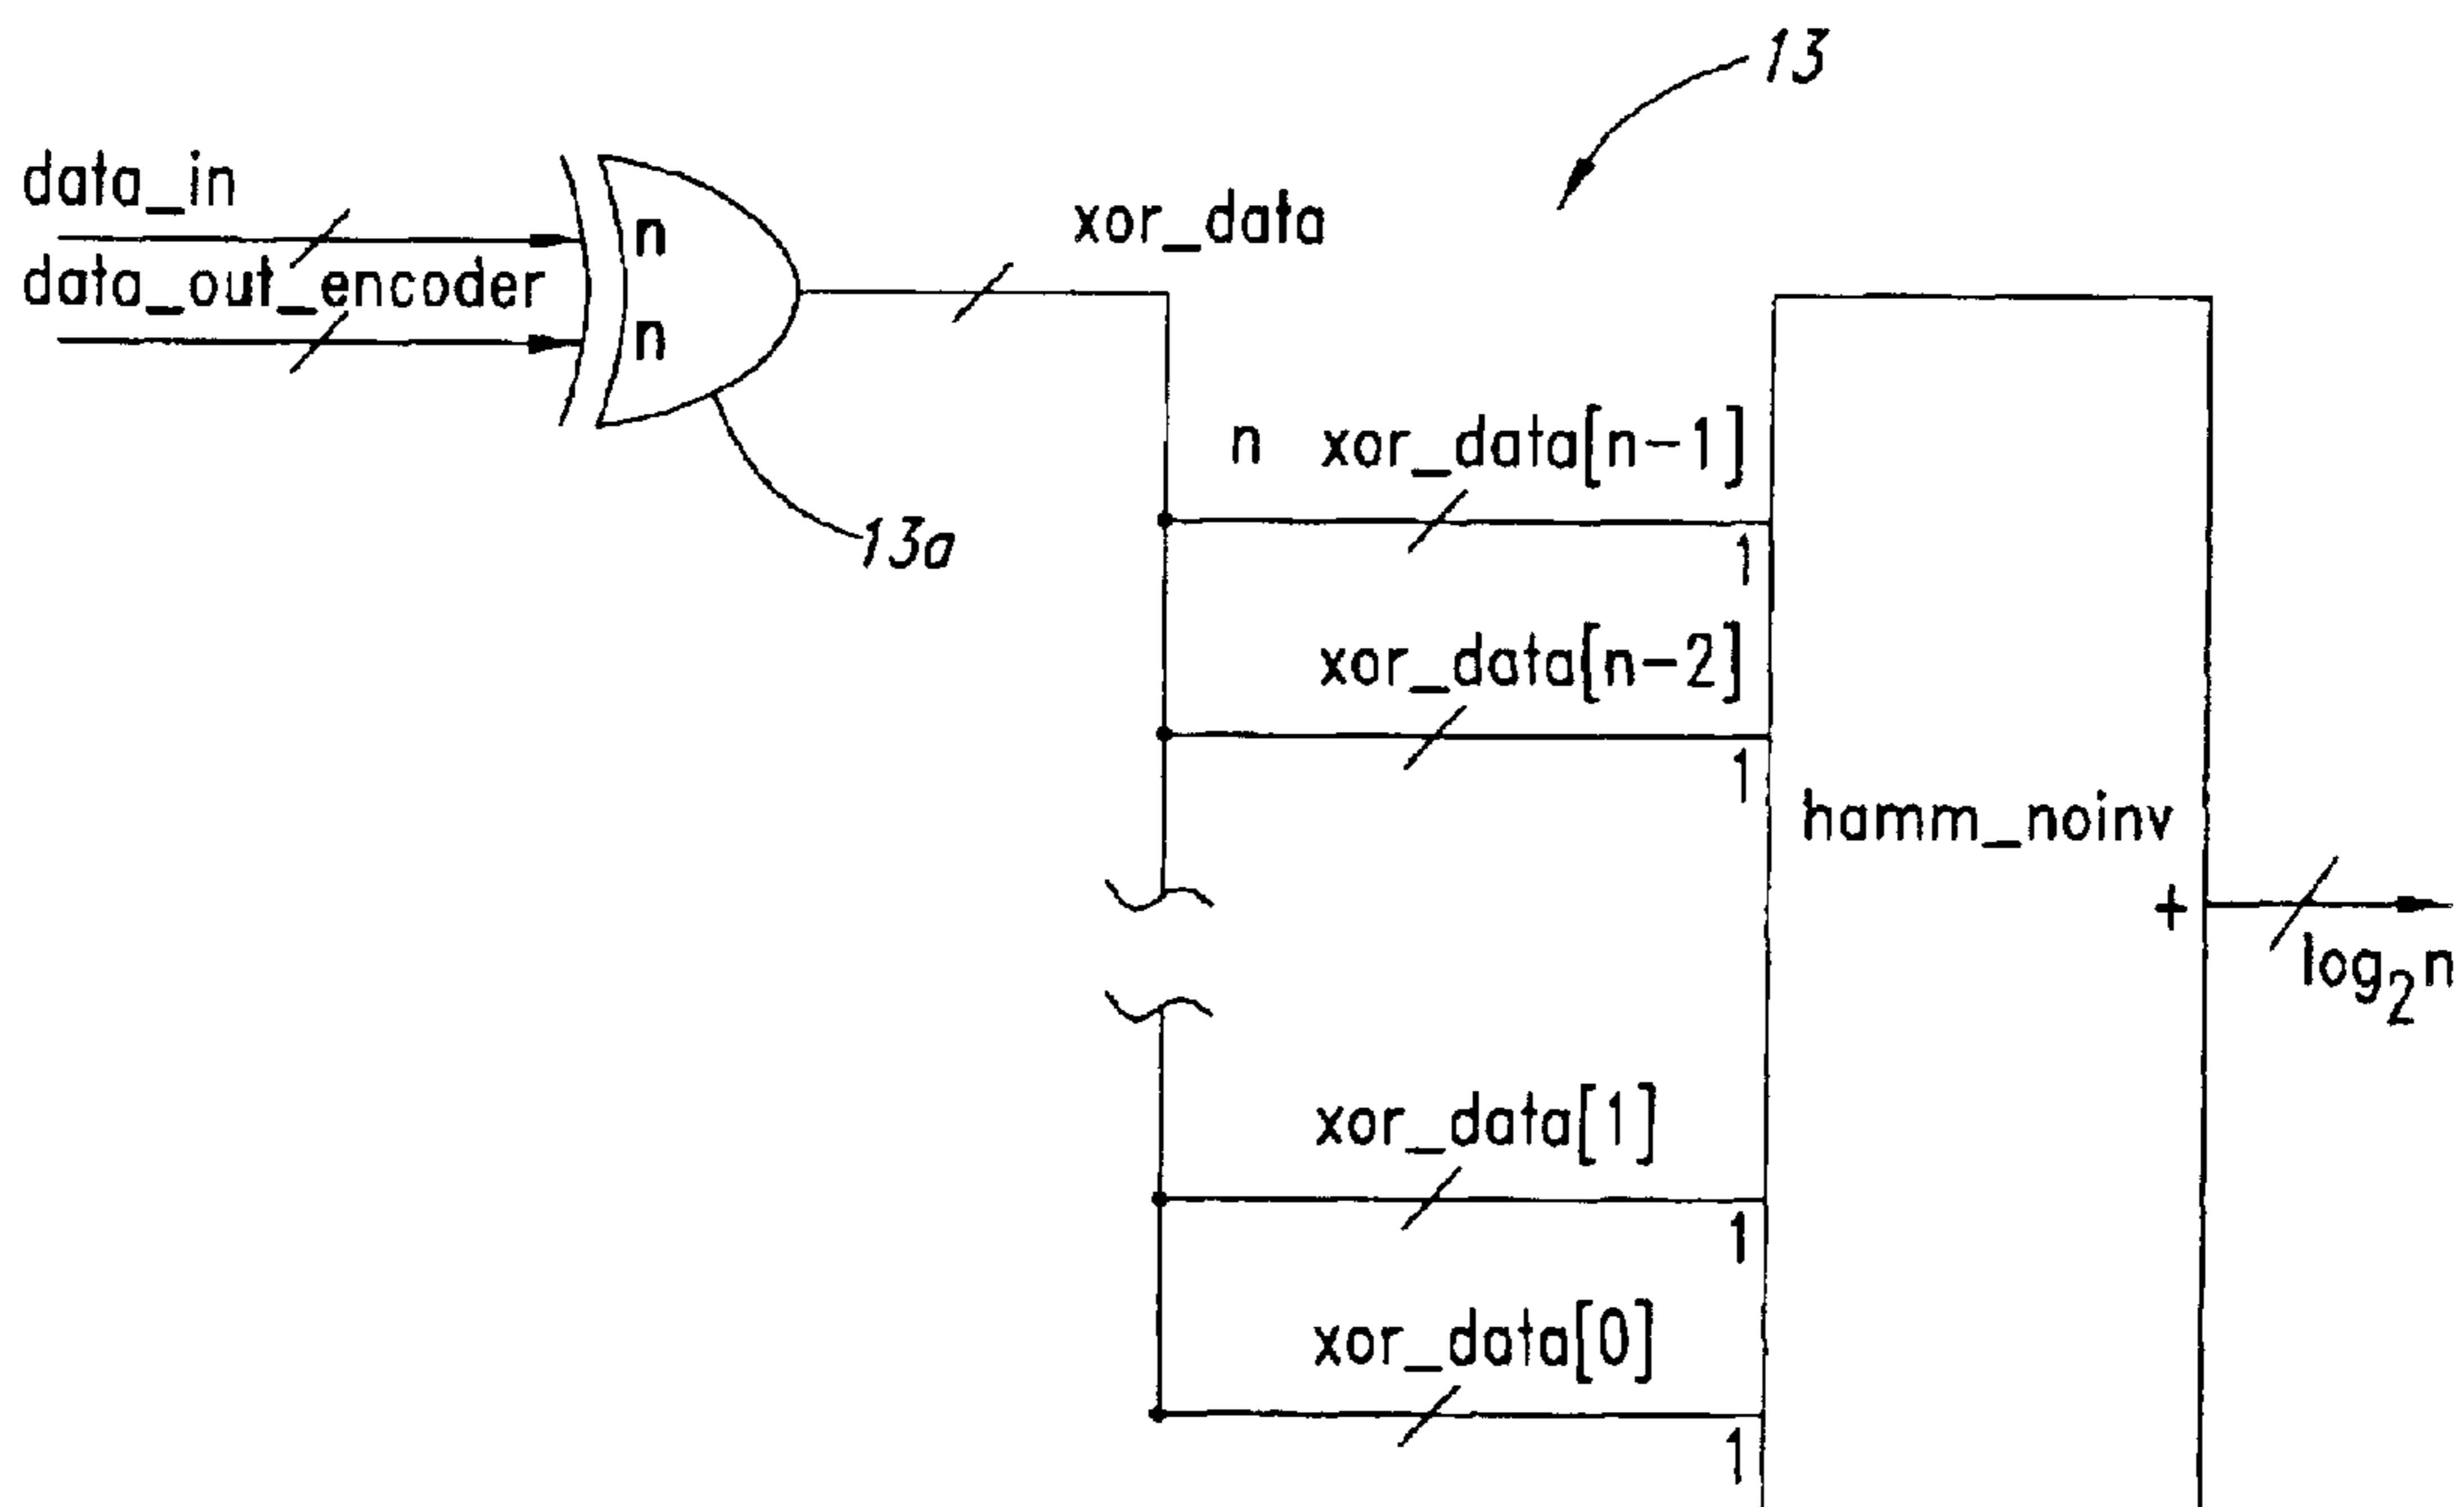 13
data_in
n
xor_data
data_out_encoder
n
n xor_data[n-1]
13a
1
xor_data[n-2]
1
hamm_noinv
+
log2n
xor_data[1]
1
xor_data[0]
1